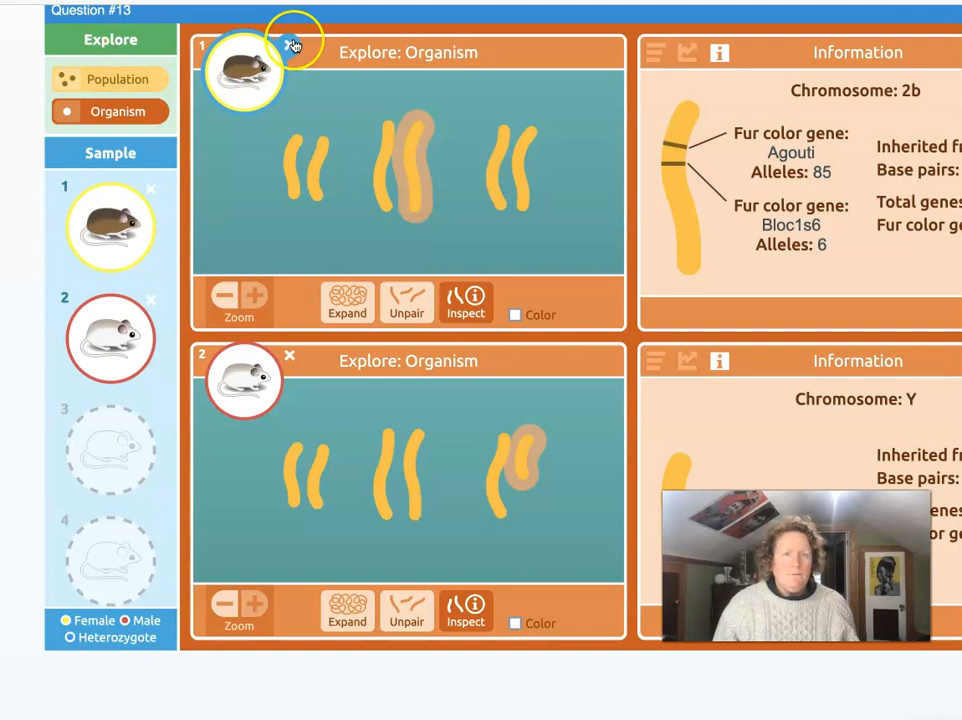 Question #13
Explore
Population
Organism
Sample
1
2
3
4
Female Male
Heterozygote
1
Explore: Organism
Zoom
Expand
Unpair
Inspect
Color
Information
Chromosome: 2b
Fur color gene:
Agouti
Alleles: 85
Fur color gene:
Bloc1s6
Alleles: 6
Inherited fr
Base pairs:
Total genes
Fur color ge
2
Explore: Organism
Zoom
Expand
Unpair
Inspect
Color
Information
Chromosome: Y
Inherited fr
Base pairs:
enes
or ge